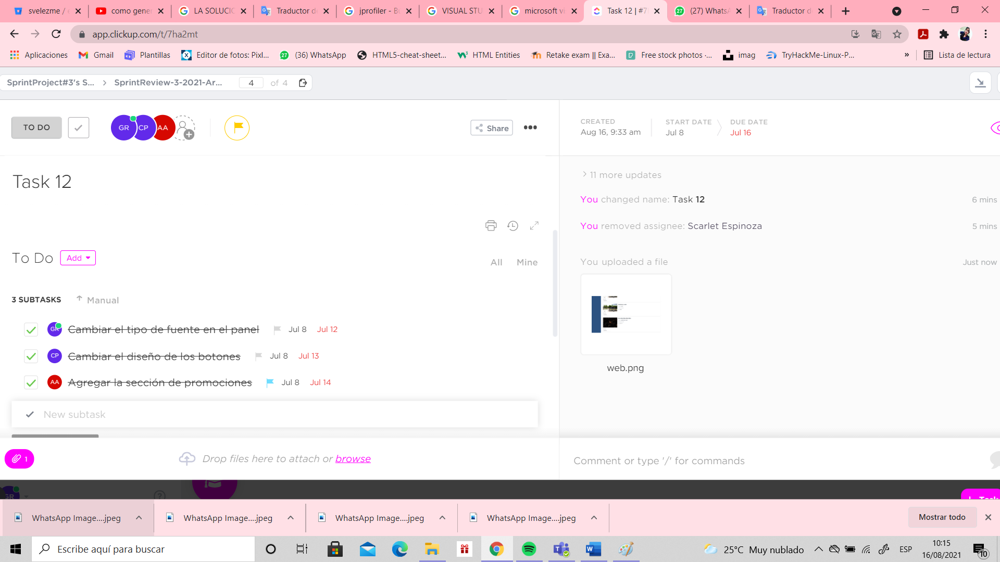 svelezme / e
como gener
LA SOLUCIO
Traductor de
jprofiler - Bu
VISUAL STU
microsoft vi
Task 12 | #7
(27) WhatsA
Traductor d
app.clickup.com/t/7ha2mt
Aplicaciones
Gmail
Plantillas
Editor de fotos: Pixl...
(36) WhatsApp
HTML5-cheat-sheet...
HTML Entities
Retake exam || Exa...
Free stock photos ·...
imag
TryHackMe-Linux-P...
»
Lista de lectura
SprintProject#3's S... > SprintReview-3-2021-Ar... 4 of 4
TO DO
GR CP AA
Share
CREATED
Aug 16, 9:33 am
START DATE
Jul 8
DUE DATE
Jul 16
Task 12
11 more updates
You changed name: Task 12 6 mins
You removed assignee: Scarlet Espinoza 5 mins
You uploaded a file Just now
web.png
To Do Add All Mine
3 SUBTASKS Manual
GR Cambiar el tipo de fuente en el panel Jul 8 Jul 12
CP Cambiar el diseño de los botones Jul 8 Jul 13
AA Agregar la sección de promociones Jul 8 Jul 14
New subtask
1
Drop files here to attach or browse
Comment or type '/' for commands
GR
?
+ Task
WhatsApp Image....jpeg
WhatsApp Image....jpeg
WhatsApp Image....jpeg
WhatsApp Image....jpeg
Mostrar todo
Escribe aquí para buscar
25°C Muy nublado
ESP
10:15
16/08/2021
10